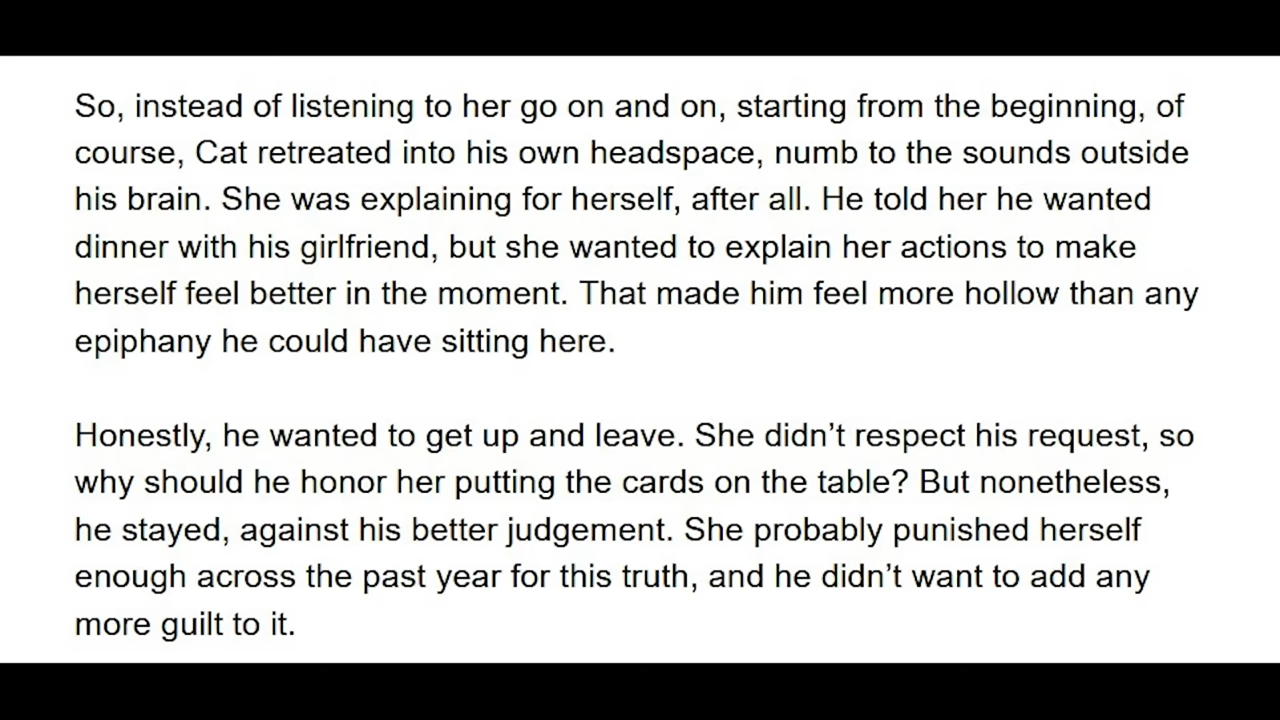 So, instead of listening to her go on and on, starting from the beginning, of
course, Cat retreated into his own headspace, numb to the sounds outside
his brain. She was explaining for herself, after all. He told her he wanted
dinner with his girlfriend, but she wanted to explain her actions to make
herself feel better in the moment. That made him feel more hollow than any
epiphany he could have sitting here.
Honestly, he wanted to get up and leave. She didn’t respect his request, so
why should he honor her putting the cards on the table? But nonetheless,
he stayed, against his better judgement. She probably punished herself
enough across the past year for this truth, and he didn’t want to add any
more guilt to it.